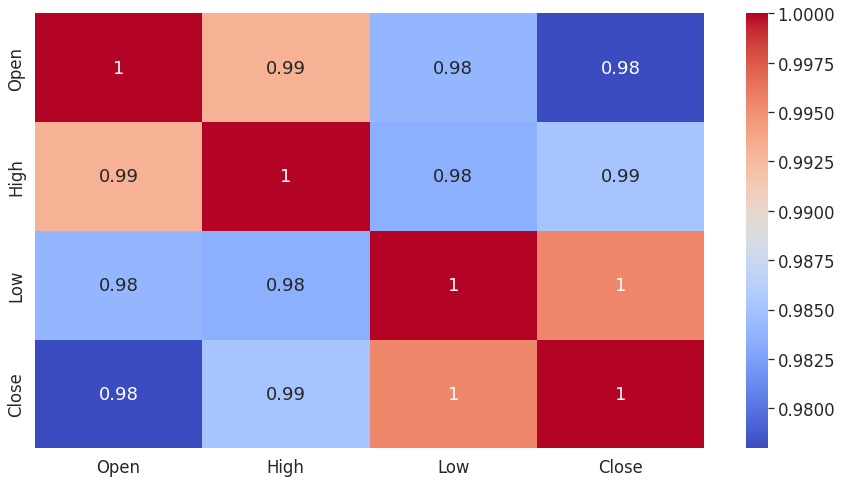 Open 1 0.99 0.98 0.98
High 0.99 1 0.98 0.99
Low 0.98 0.98 1 1
Close 0.98 0.99 1 1
Open High Low Close
1.0000
0.9975
0.9950
0.9925
0.9900
0.9875
0.9850
0.9825
0.9800